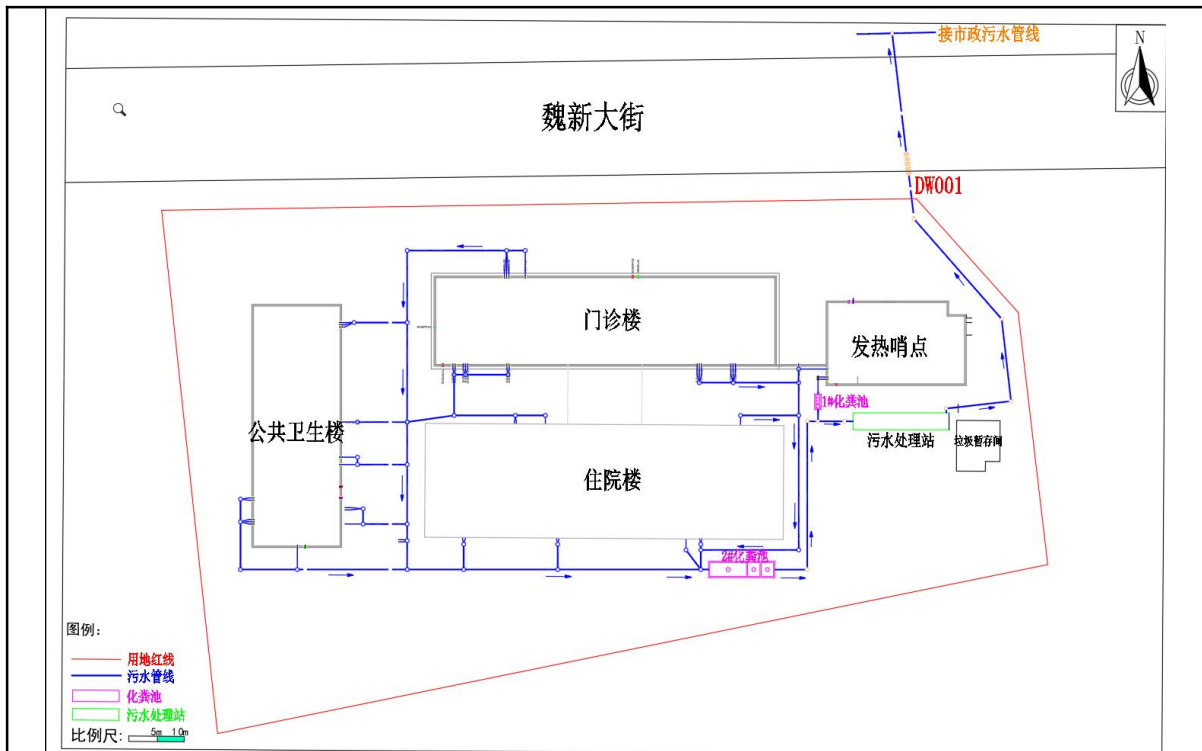 接市政污水管线
N
魏新大街
DW001
门诊楼
发热哨点
1#化粪池
公共卫生楼
污水处理站
垃圾暂存间
住院楼
2#化粪池
图例：
用地红线
污水管线
化粪池
污水处理站
比例尺: 5m 10m